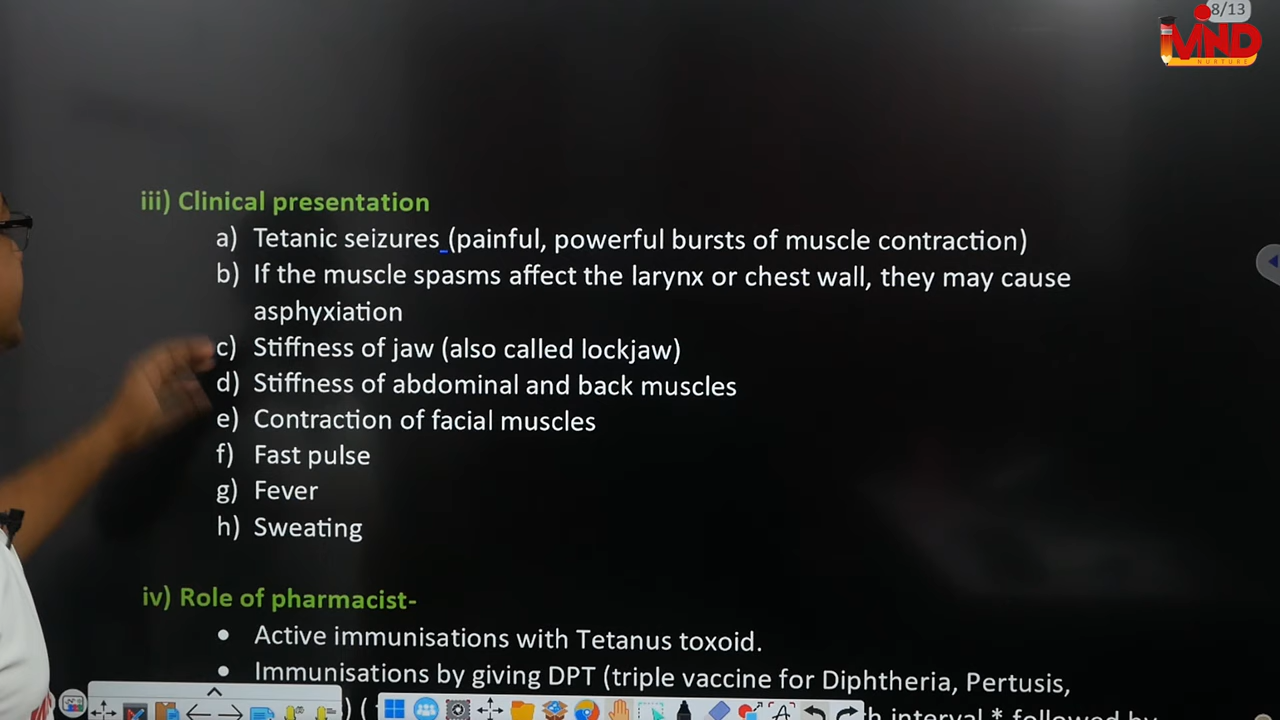 8/13
MIND
NURTURE
iii) Clinical presentation
a) Tetanic seizures (painful, powerful bursts of muscle contraction)
b) If the muscle spasms affect the larynx or chest wall, they may cause
asphyxiation
c) Stiffness of jaw (also called lockjaw)
d) Stiffness of abdominal and back muscles
e) Contraction of facial muscles
f) Fast pulse
g) Fever
h) Sweating
iv) Role of pharmacist-
• Active immunisations with Tetanus toxoid.
• Immunisations by giving DPT (triple vaccine for Diphtheria, Pertusis,
interval * followed by